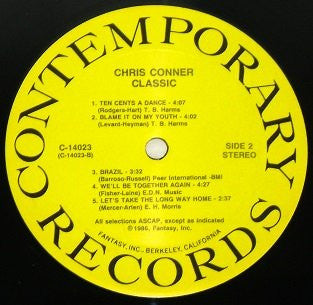 CONTEMPORARY
RECORDS
CHRIS CONNER
CLASSIC
1. TEN CENTS A DANCE - 4:07
(Rodgers-Hart) T. B. Harms
2. BLAME IT ON MY YOUTH - 4:02
(Levant-Heyman) T. B. Harms
C-14023
(C-14023-B)
SIDE 2
STEREO
3. BRAZIL - 3:32
(Barroso-Russell) Peer International -BMI
4. WE'LL BE TOGETHER AGAIN - 4:27
(Fisher-Laine) E.D.N. Music
5. LET'S TAKE THE LONG WAY HOME - 2:37
(Mercer-Arlen) E. H. Morris
All selections ASCAP, except as indicated
©1986, Fantasy, Inc.
FANTASY, INC., BERKELEY, CALIFORNIA